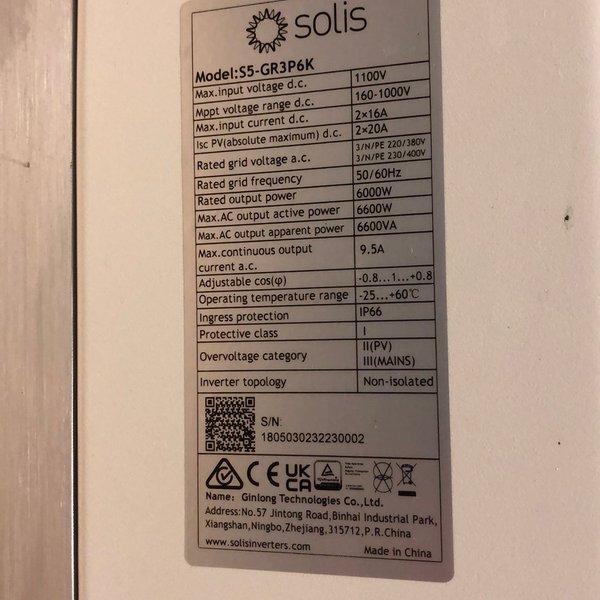 solis
Model:S5-GR3P6K
Max.input voltage d.c. 1100V
Mppt voltage range d.c. 160-1000V
Max.input current d.c. 2×16A
Isc PV(absolute maximum) d.c. 2×20A
Rated grid voltage a.c. 3/N/PE 220/380V
3/N/PE 230/400V
Rated grid frequency 50/60Hz
Rated output power 6000W
Max.AC output active power 6600W
Max.AC output apparent power 6600VA
Max.continuous output
current a.c. 9.5A
Adjustable cos(φ) -0.8...1...+0.8
Operating temperature range -25...+60℃
Ingress protection IP66
Protective class I
Overvoltage category II(PV)
III(MAINS)
Inverter topology Non-isolated
S/N:
1805030232230002
CE UK
CA
Name: Ginlong Technologies Co.,Ltd.
Address:No.57 Jintong Road,Binhai Industrial Park,
Xiangshan,Ningbo,Zhejiang,315712,P.R.China
www.solisinverters.com Made in China